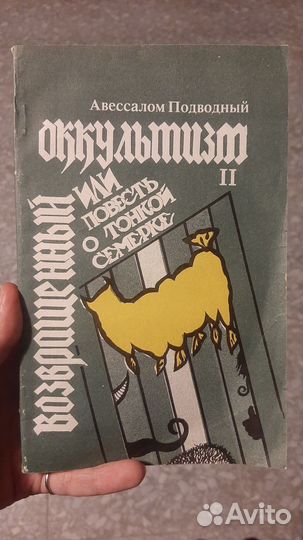 Авессалом Подводный
Возвращенный
оккультизм
II
или
повесть
о тонкой
семерке
Avito